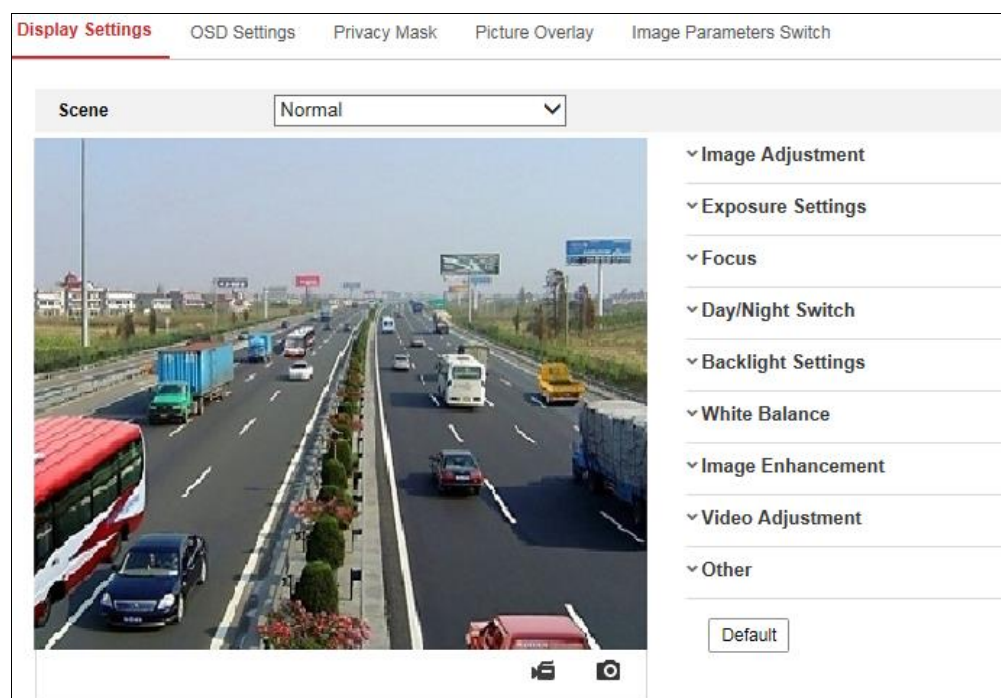 Display Settings OSD Settings Privacy Mask Picture Overlay Image Parameters Switch
Scene Normal
Image Adjustment
Exposure Settings
Focus
Day/Night Switch
Backlight Settings
White Balance
Image Enhancement
Video Adjustment
Other
Default